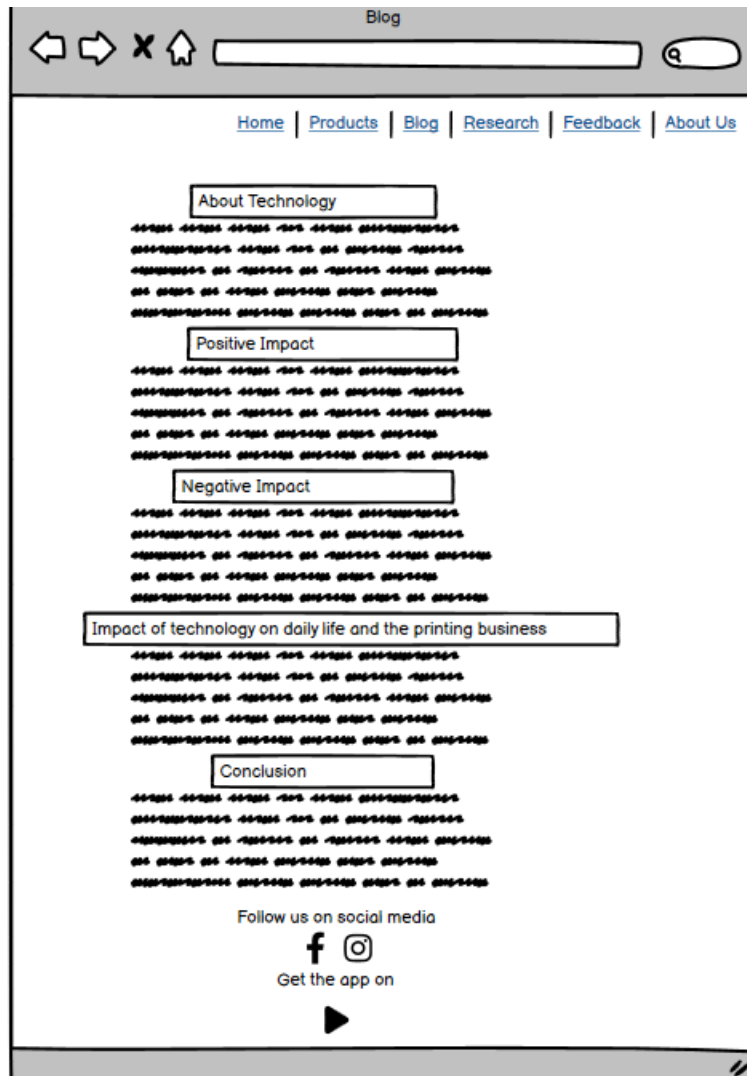 Blog
Home | Products | Blog | Research | Feedback | About Us
About Technology
Positive Impact
Negative Impact
Impact of technology on daily life and the printing business
Conclusion
Follow us on social media
Get the app on